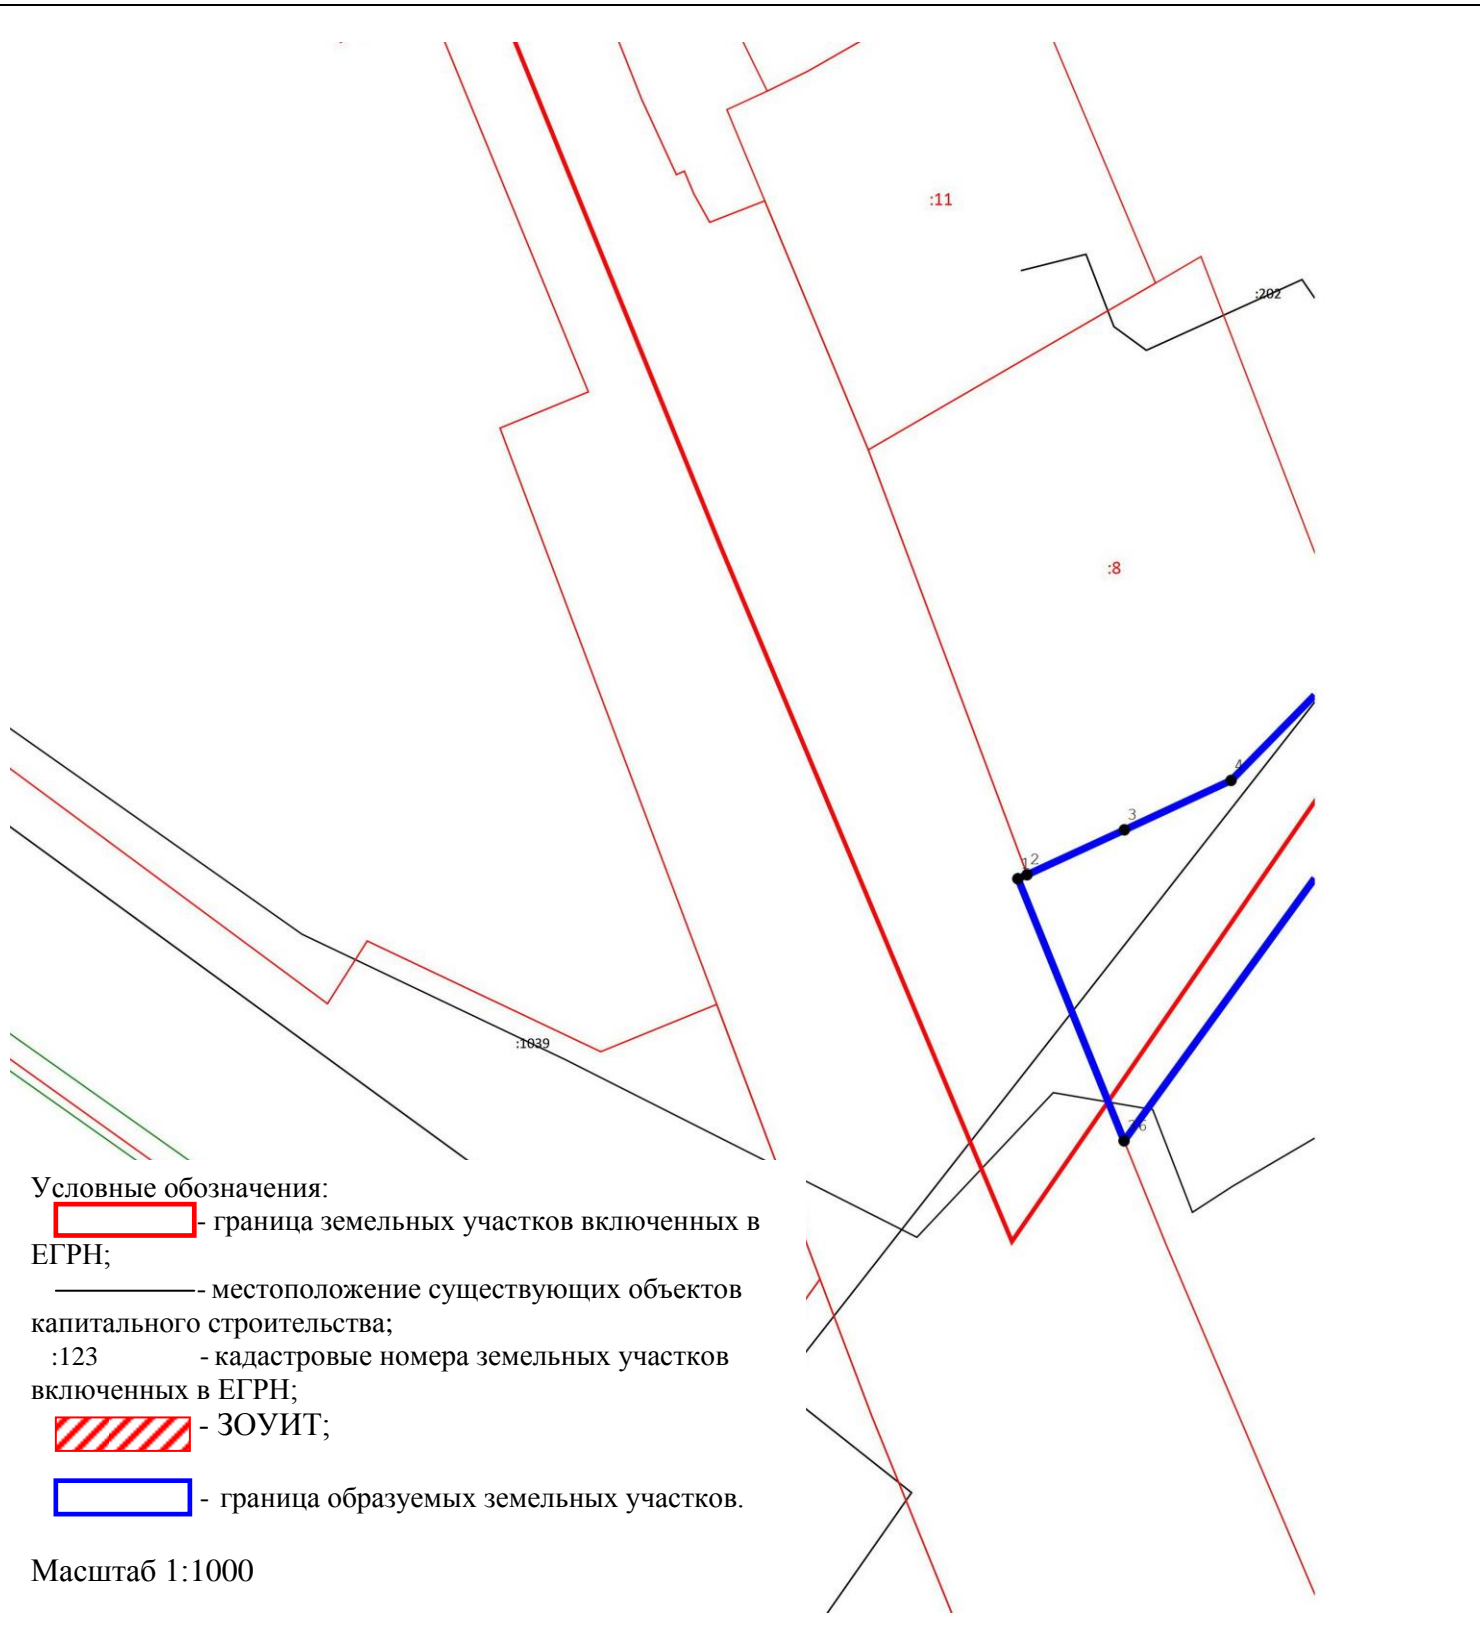 :11
:202
:8
4
3
1 2
:1039
Условные обозначения:
- граница земельных участков включенных в
ЕГРН;
- местоположение существующих объектов
капитального строительства;
:123 - кадастровые номера земельных участков
включенных в ЕГРН;
- ЗОУИТ;
- граница образуемых земельных участков.
Масштаб 1:1000